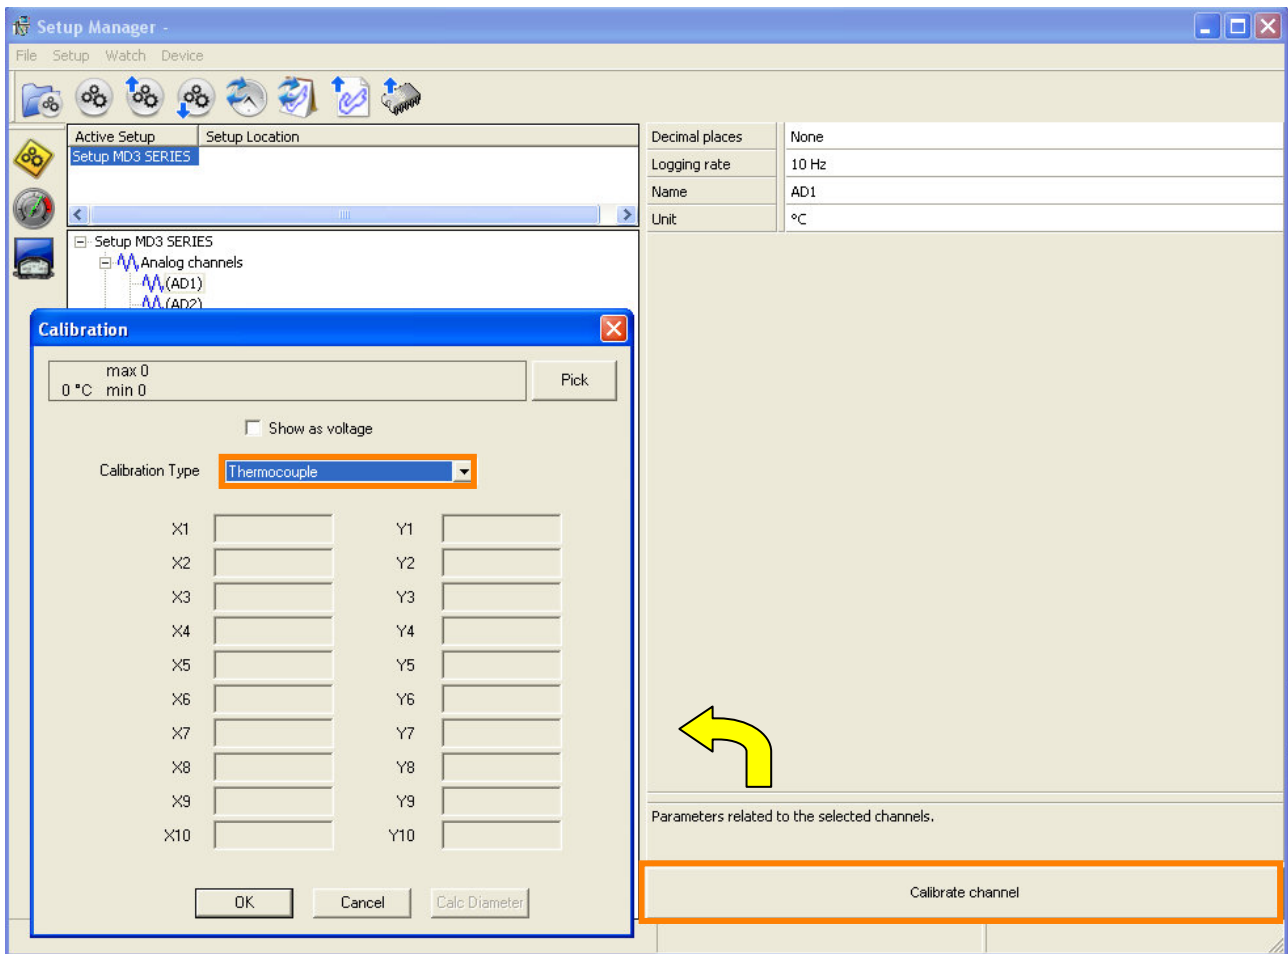 Setup Manager -
File Setup Watch Device
Active Setup Setup Location
Setup MD3 SERIES
Setup MD3 SERIES
Analog channels
(AD1)
(AD2)
Decimal places None
Logging rate 10 Hz
Name AD1
Unit °C
Calibration
max 0
0 °C min 0
Pick
Show as voltage
Calibration Type Thermocouple
X1 Y1
X2 Y2
X3 Y3
X4 Y4
X5 Y5
X6 Y6
X7 Y7
X8 Y8
X9 Y9
X10 Y10
OK Cancel Calc Diameter
Parameters related to the selected channels.
Calibrate channel